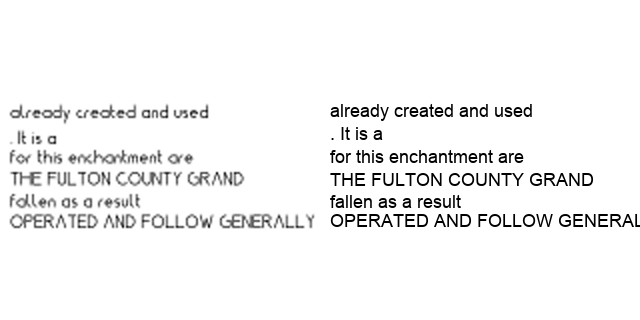 already created and used already created and used
. It is a . It is a
for this enchantment are for this enchantment are
THE FULTON COUNTY GRAND THE FULTON COUNTY GRAND
fallen as a result fallen as a result
OPERATED AND FOLLOW GENERALLY OPERATED AND FOLLOW GENERAL